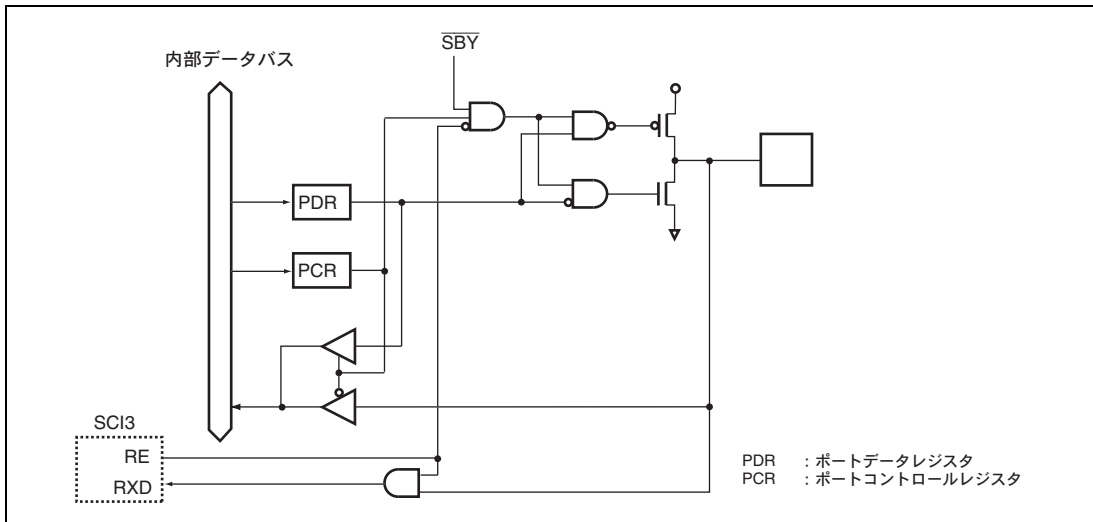 SBY
内部データバス
PDR
PCR
SCI3
RE
RXD
PDR :ポートデータレジスタ
PCR :ポートコントロールレジスタ